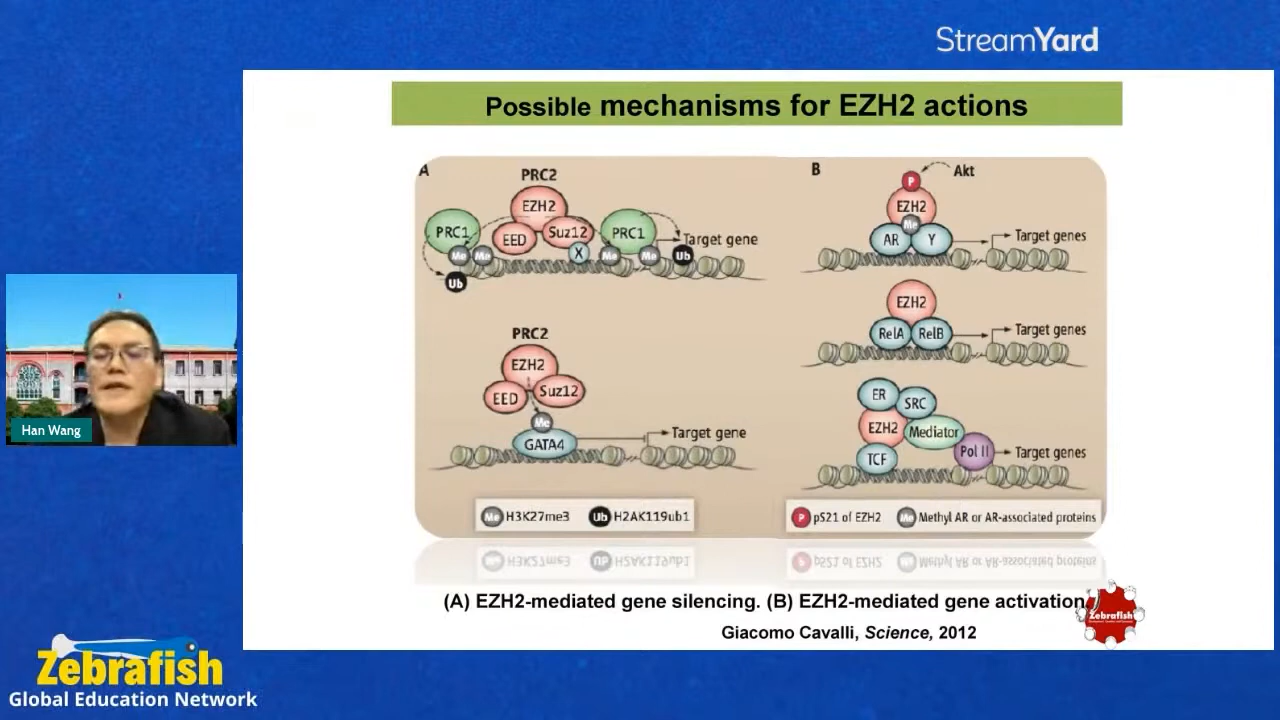 StreamYard
Possible mechanisms for EZH2 actions
A
PRC2
EZH2
PRC1
EED
Suz12
X
PRC1
Target gene
Me
Me
Me
Me
Ub
Ub
PRC2
EZH2
EED
Suz12
Me
GATA4
Target gene
Me H3K27me3
Ub H2AK119ub1
B
Akt
P
EZH2
Me
AR
Y
Target genes
EZH2
RelA
RelB
Target genes
ER
SRC
EZH2
Mediator
TCF
Pol II
Target genes
P pS21 of EZH2
Me Methyl AR or AR-associated proteins
(A) EZH2-mediated gene silencing. (B) EZH2-mediated gene activation.
Giacomo Cavalli, Science, 2012
Zebrafish
Han Wang
Zebrafish
Global Education Network